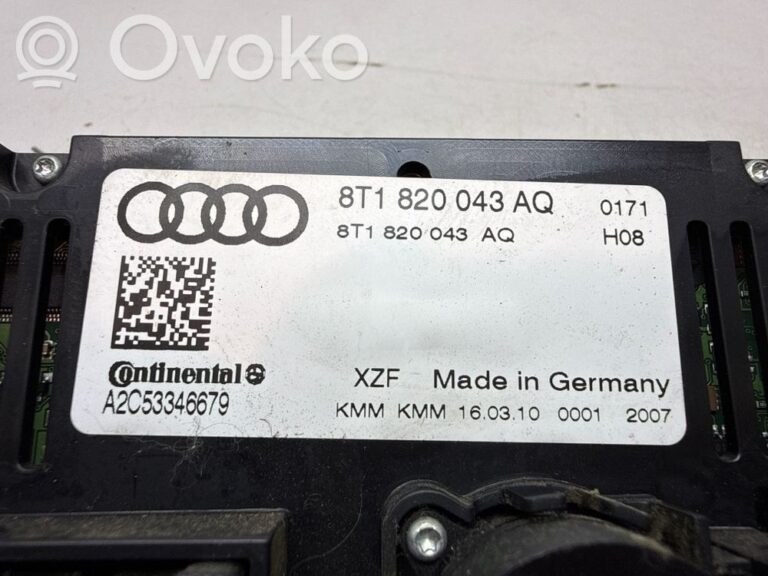 Ovoko
8T1 820 043 AQ 0171
8T1 820 043 AQ H08
Continental
XZF Made in Germany
A2C53346679
KMM KMM 16.03.10 0001 2007